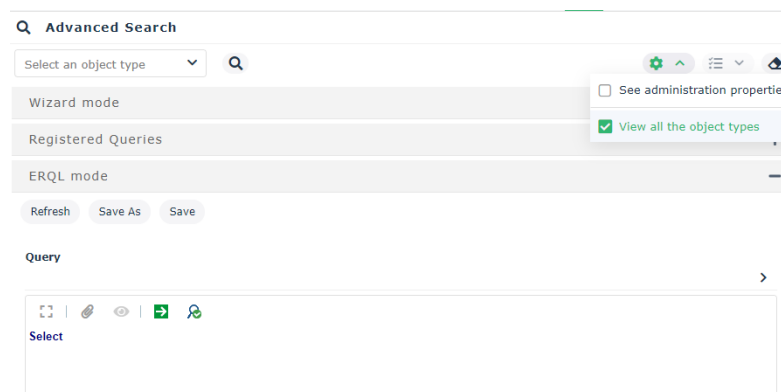 Advanced Search
Select an object type
See administration propertie
Wizard mode
View all the object types
Registered Queries
ERQL mode
Refresh Save As Save
Query
Select